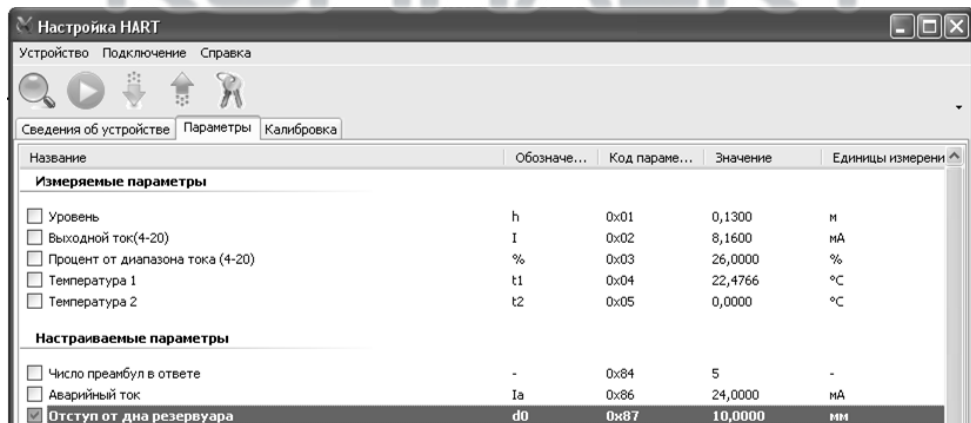 Настройка HART
Устройство Подключение Справка
Сведения об устройстве Параметры Калибровка
Название Обозначе... Код параме... Значение Единицы измерени
Измеряемые параметры
Уровень h 0x01 0,1300 м
Выходной ток(4-20) I 0x02 8,1600 мА
Процент от диапазона тока (4-20) % 0x03 26,0000 %
Температура 1 t1 0x04 22,4766 °C
Температура 2 t2 0x05 0,0000 °C
Настраиваемые параметры
Число преамбул в ответе - 0x84 5 -
Аварийный ток Ia 0x86 24,0000 мА
Отступ от дна резервуара d0 0x87 10,0000 мм